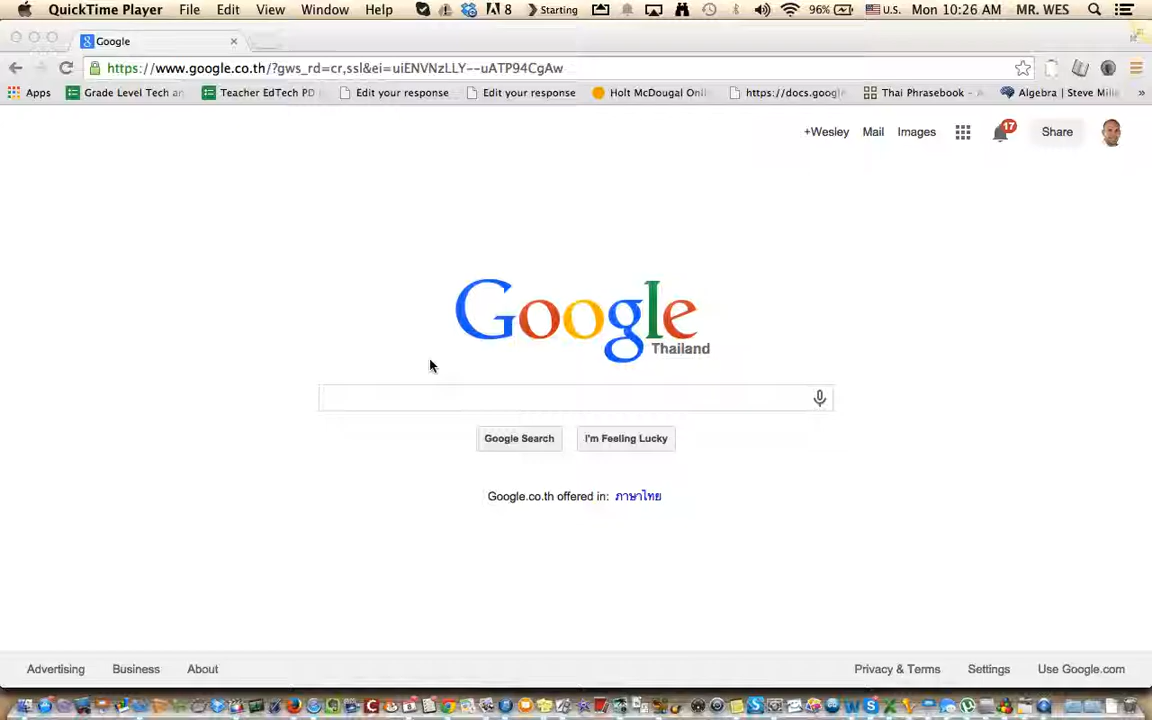 QuickTime Player File Edit View Window Help 8 Starting 96% U.S. Mon 10:26 AM MR. WES
Google
https://www.google.co.th/?gws_rd=cr,ssl&ei=uiENVNzLLY--uATP94CgAw
Apps Grade Level Tech an Teacher EdTech PD Edit your response Edit your response Holt McDougal Onli https://docs.googl Thai Phrasebook - Algebra | Steve Mill »
+Wesley Mail Images 17 Share
Google
Thailand
Google Search I'm Feeling Lucky
Google.co.th offered in: ภาษาไทย
Advertising Business About Privacy & Terms Settings Use Google.com